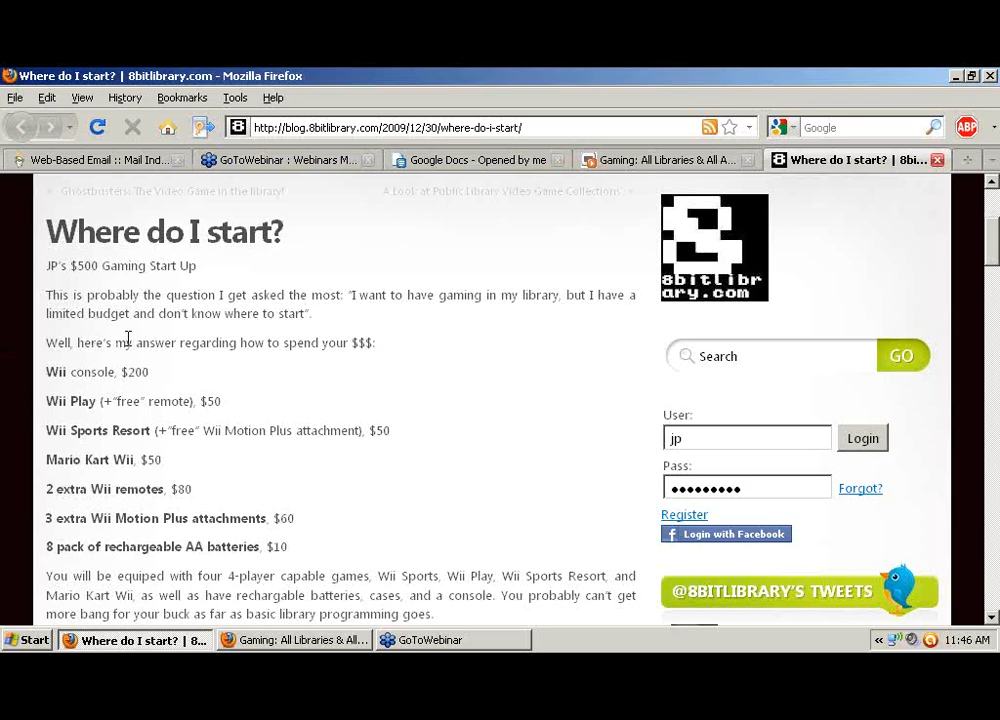 Where do I start? | 8bitlibrary.com - Mozilla Firefox
File Edit View History Bookmarks Tools Help
http://blog.8bitlibrary.com/2009/12/30/where-do-i-start/
Google
ABP
Web-Based Email :: Mail Ind...
GoToWebinar : Webinars M...
Google Docs - Opened by me
Gaming: All Libraries & All A...
Where do I start? | 8bi...
« Ghostbusters: The Video Game in the library!
A Look at Public Library Video Game Collections »
Where do I start?
JP's $500 Gaming Start Up
This is probably the question I get asked the most: "I want to have gaming in my library, but I have a
limited budget and don't know where to start".
Well, here's my answer regarding how to spend your $$$:
Wii console, $200
Wii Play (+"free" remote), $50
Wii Sports Resort (+"free" Wii Motion Plus attachment), $50
Mario Kart Wii, $50
2 extra Wii remotes, $80
3 extra Wii Motion Plus attachments, $60
8 pack of rechargeable AA batteries, $10
You will be equiped with four 4-player capable games, Wii Sports, Wii Play, Wii Sports Resort, and
Mario Kart Wii, as well as have rechargable batteries, cases, and a console. You probably can't get
more bang for your buck as far as basic library programming goes.
8
8bitlibr
ary.com
Search
GO
User:
jp
Login
Pass:
Forgot?
Register
f Login with Facebook
@8BITLIBRARY'S TWEETS
Start
Where do I start? | 8...
Gaming: All Libraries & All...
GoToWebinar
« 11:46 AM